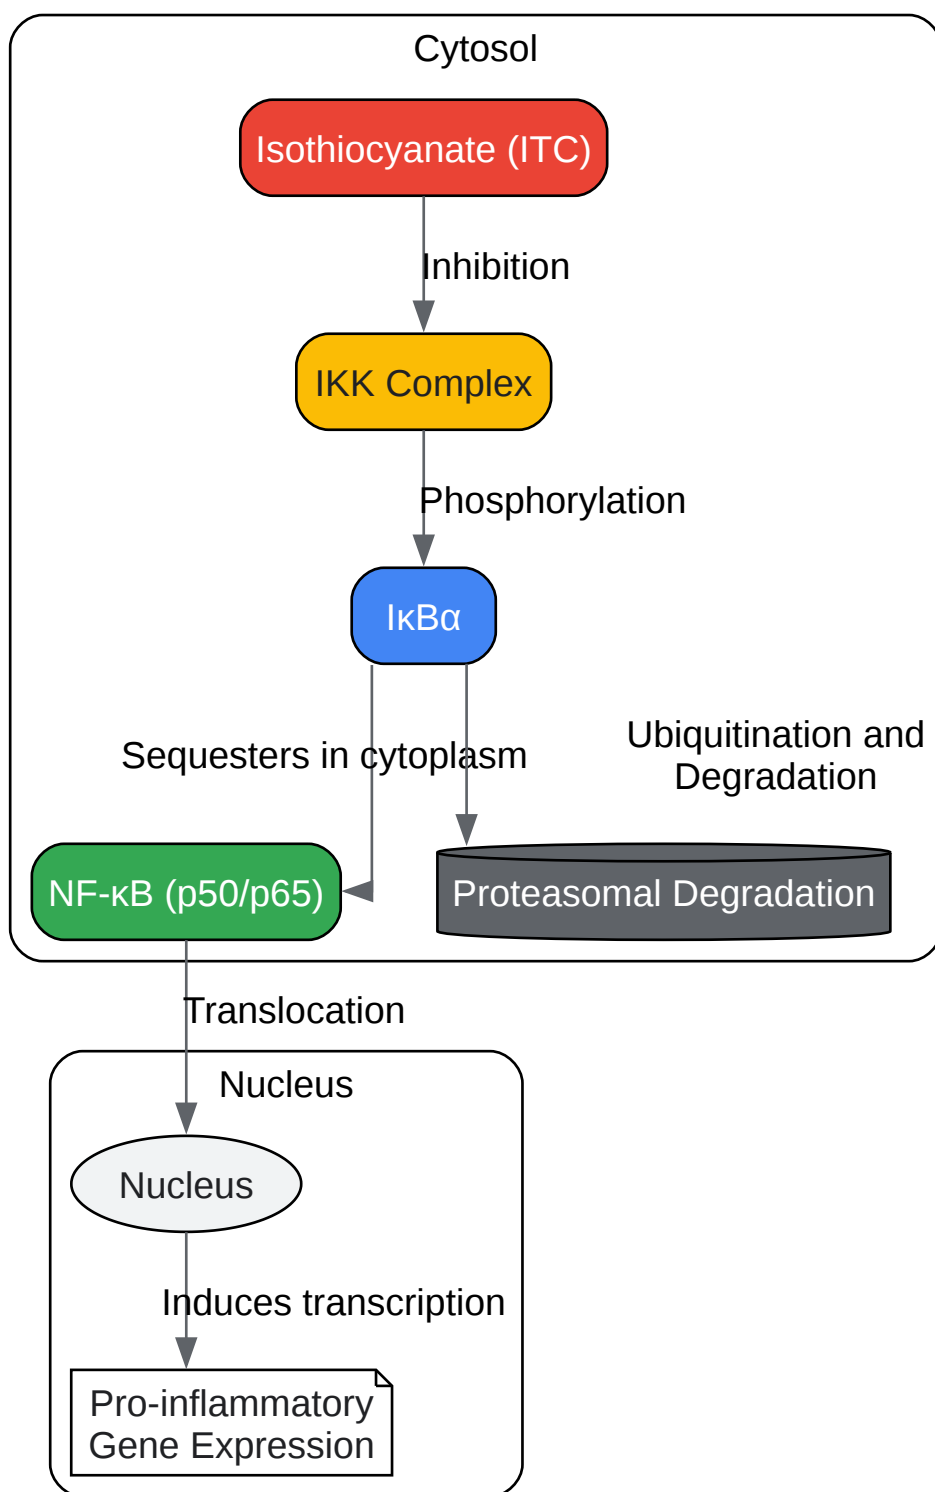 Cytosol
Isothiocyanate (ITC)
Inhibition
IKK Complex
Phosphorylation
IκBα
Sequesters in cytoplasm
Ubiquitination and
Degradation
NF-κB (p50/p65)
Proteasomal Degradation
Translocation
Nucleus
Nucleus
Induces transcription
Pro-inflammatory
Gene Expression